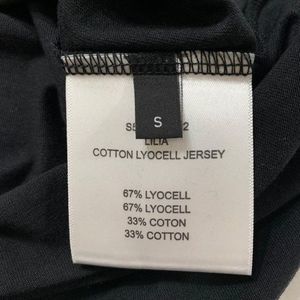 S
LILIA
COTTON LYOCELL JERSEY
67% LYOCELL
67% LYOCELL
33% COTON
33% COTTON